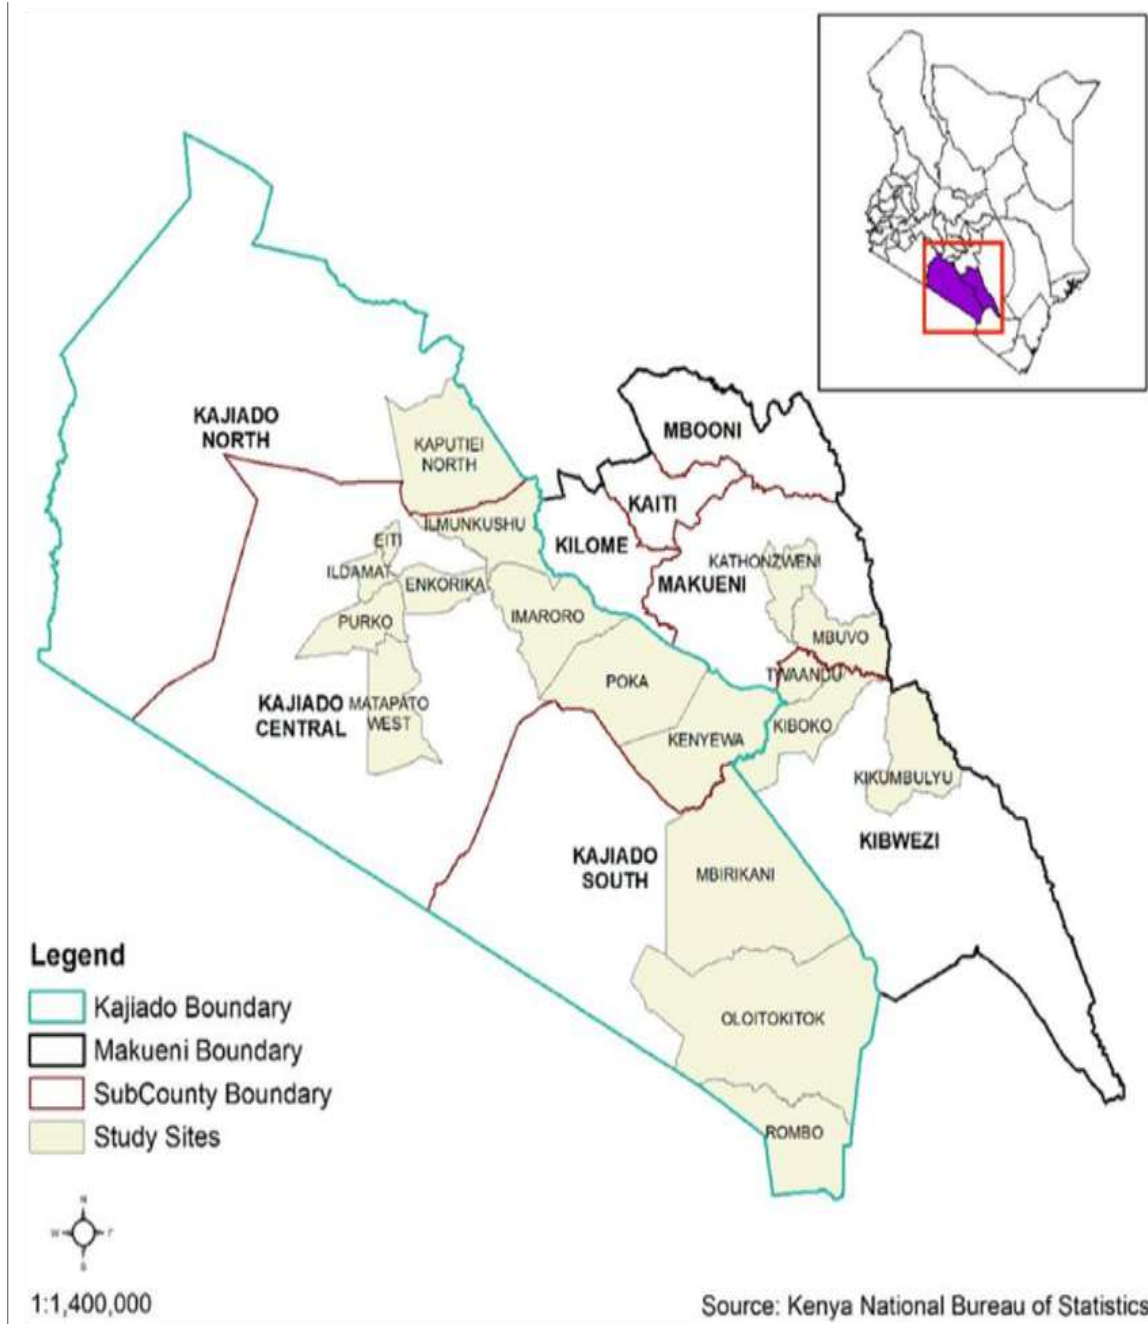 KAJIADO
NORTH
KAPUTIEI
NORTH
MBOONI
KAITI
KILOME
ILMUNKUSHU
EITI
ILDAMAT
ENKORIKA
KATHONZWENI
MAKUENI
PURKO
IMARORO
MBUVO
POKA
TWAANDU
KAJIADO
CENTRAL
MATAPATO
WEST
KIBOKO
KENYEWA
KIKUMBULYU
KIBWEZI
KAJIADO
SOUTH
MBIRIKANI
OLOITOKITOK
ROMBO
Legend
Kajiado Boundary
Makueni Boundary
SubCounty Boundary
Study Sites
N
W
S
1:1,400,000
Source: Kenya National Bureau of Statistics